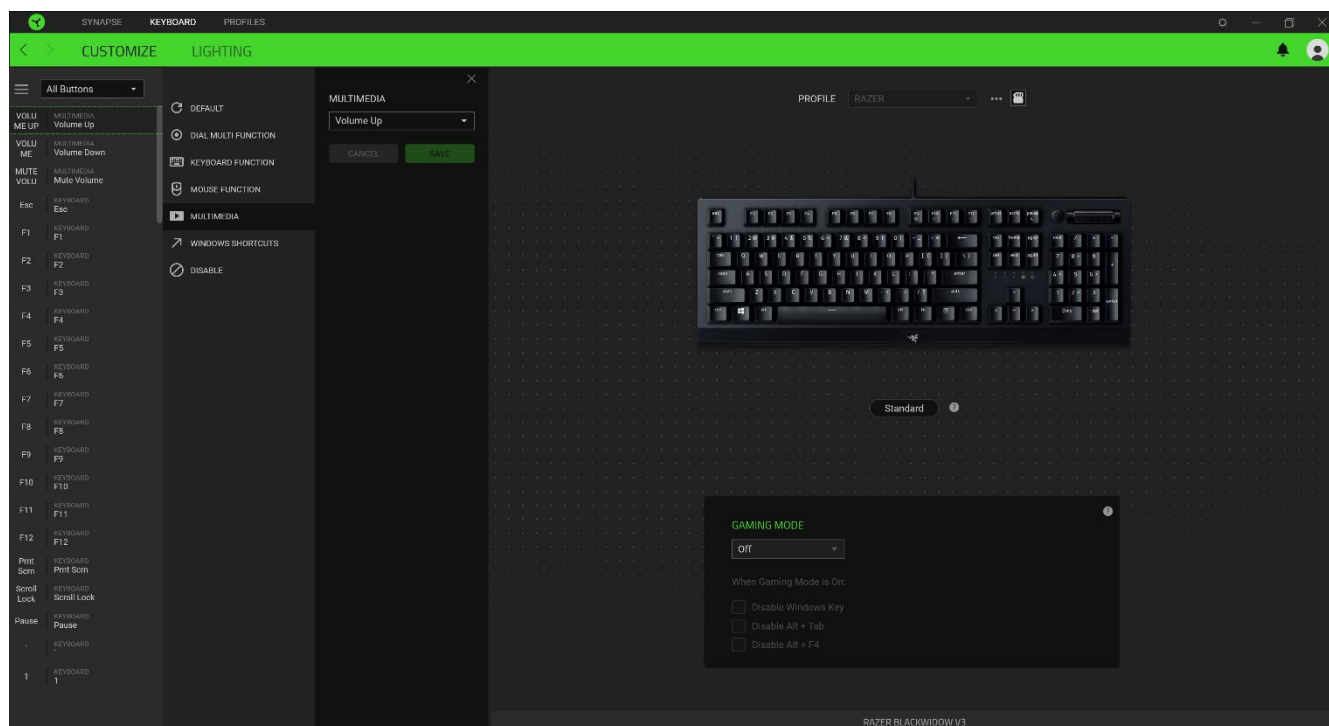 SYNAPSE KEYBOARD PROFILES
CUSTOMIZE LIGHTING
All Buttons
VOLU
ME UP
MULTIMEDIA
Volume Up
VOLU
ME
MULTIMEDIA
Volume Down
MUTE
VOLU
MULTIMEDIA
Mute Volume
Esc
KEYBOARD
Esc
F1
KEYBOARD
F1
F2
KEYBOARD
F2
F3
KEYBOARD
F3
F4
KEYBOARD
F4
F5
KEYBOARD
F5
F6
KEYBOARD
F6
F7
KEYBOARD
F7
F8
KEYBOARD
F8
F9
KEYBOARD
F9
F10
KEYBOARD
F10
F11
KEYBOARD
F11
F12
KEYBOARD
F12
Prnt
Scrn
KEYBOARD
Prnt Scrn
Scroll
Lock
KEYBOARD
Scroll Lock
Pause
KEYBOARD
Pause
KEYBOARD
1
KEYBOARD
1
DEFAULT
DIAL MULTI FUNCTION
KEYBOARD FUNCTION
MOUSE FUNCTION
MULTIMEDIA
WINDOWS SHORTCUTS
DISABLE
MULTIMEDIA
Volume Up
CANCEL SAVE
PROFILE RAZER
Standard
GAMING MODE
Off
When Gaming Mode is On:
Disable Windows Key
Disable Alt + Tab
Disable Alt + F4
RAZER BLACKWIDOW V3